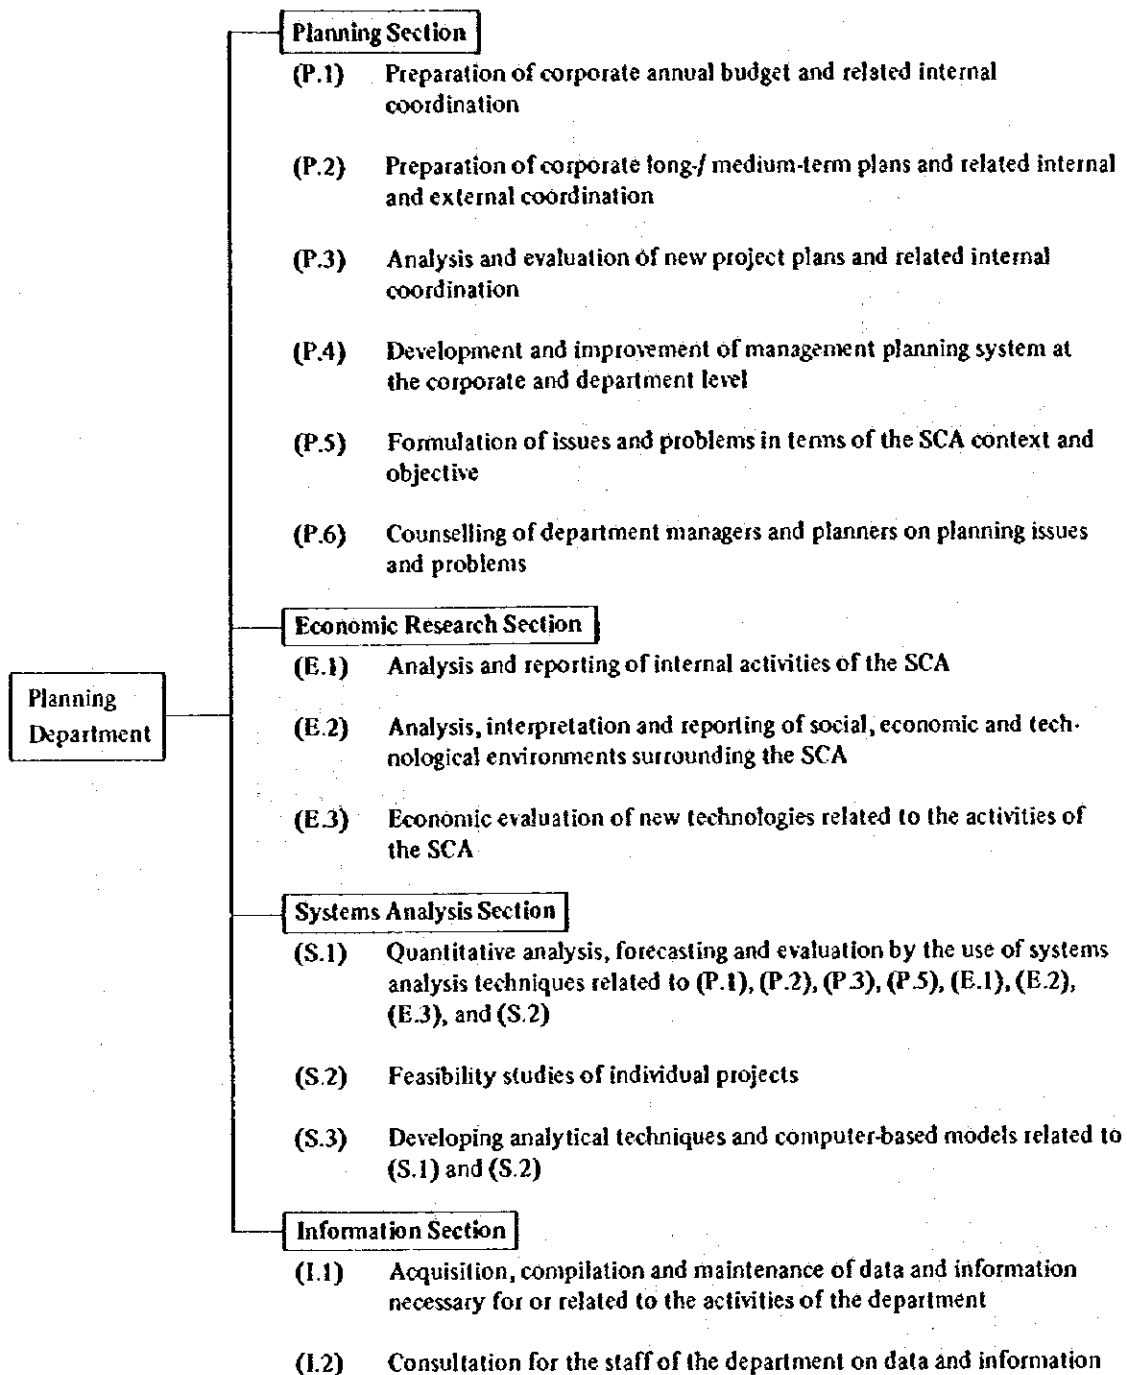 Planning Section
(P.1) Preparation of corporate annual budget and related internal
coordination
(P.2) Preparation of corporate long-/ medium-term plans and related internal
and external coordination
(P.3) Analysis and evaluation of new project plans and related internal
coordination
(P.4) Development and improvement of management planning system at
the corporate and department level
(P.5) Formulation of issues and problems in terms of the SCA context and
objective
(P.6) Counselling of department managers and planners on planning issues
and problems
Economic Research Section
(E.1) Analysis and reporting of internal activities of the SCA
Planning
Department
(E.2) Analysis, interpretation and reporting of social, economic and tech-
nological environments surrounding the SCA
(E.3) Economic evaluation of new technologies related to the activities of
the SCA
Systems Analysis Section
(S.1) Quantitative analysis, forecasting and evaluation by the use of systems
analysis techniques related to (P.1), (P.2), (P.3), (P.5), (E.1), (E.2),
(E.3), and (S.2)
(S.2) Feasibility studies of individual projects
(S.3) Developing analytical techniques and computer-based models related to
(S.1) and (S.2)
Information Section
(I.1) Acquisition, compilation and maintenance of data and information
necessary for or related to the activities of the department
(I.2) Consultation for the staff of the department on data and information